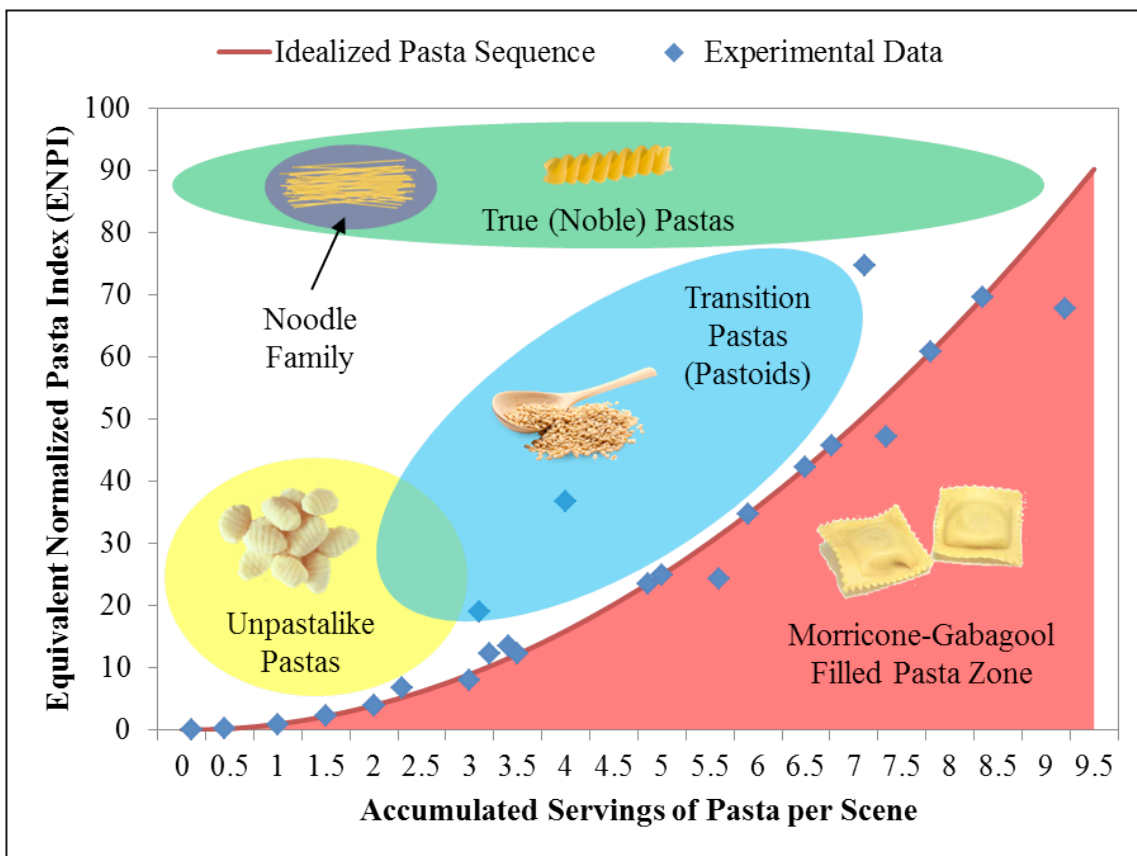 Idealized Pasta Sequence
Experimental Data
Equivalent Normalized Pasta Index (ENPI)
100
90
80
70
60
50
40
30
20
10
0
True (Noble) Pastas
Noodle
Family
Transition
Pastas
(Pastoids)
Unpastalike
Pastas
Morricone-Gabagool
Filled Pasta Zone
0 0.5 1 1.5 2 2.5 3 3.5 4 4.5 5 5.5 6 6.5 7 7.5 8 8.5 9 9.5
Accumulated Servings of Pasta per Scene